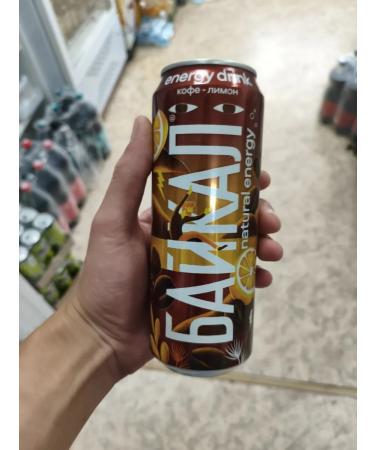 energy drink
кофе - лимон
БАЙКАЛ
natural energy